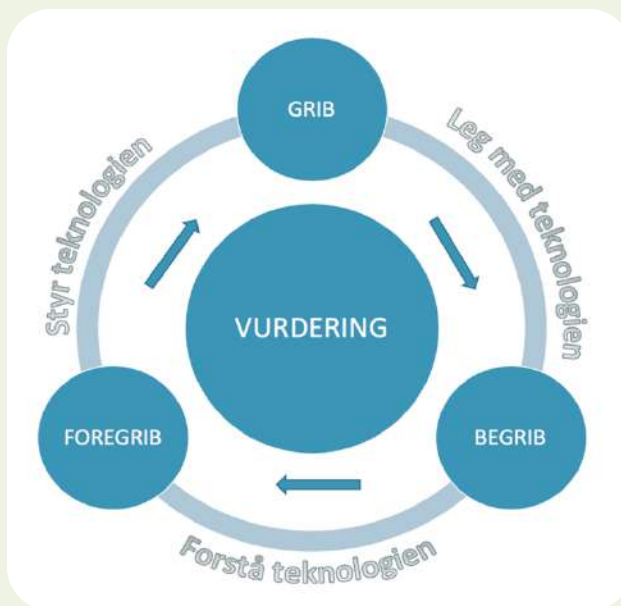 GRIB
Leg med teknologien
Styr teknologien
VURDERING
FOREGRIB
BEGRIB
Forstå teknologien